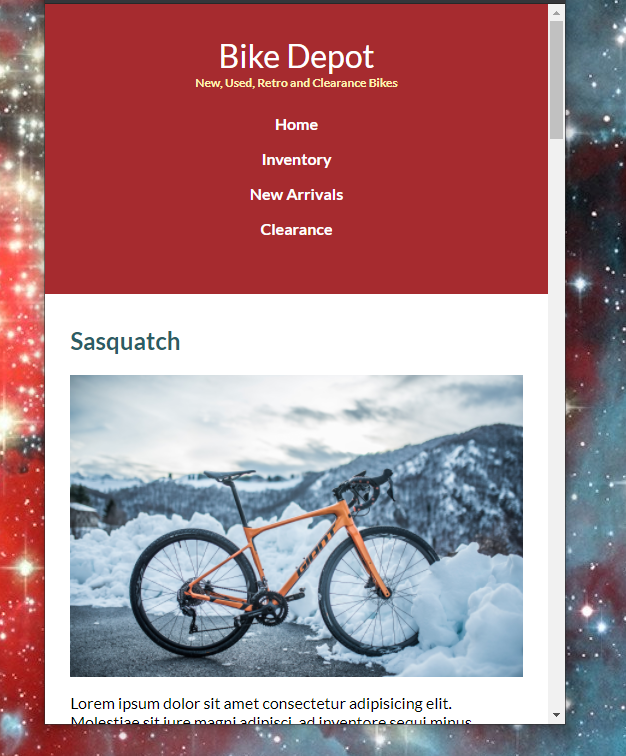 Bike Depot
New, Used, Retro and Clearance Bikes
Home
Inventory
New Arrivals
Clearance
Sasquatch
GIANT
Lorem ipsum dolor sit amet consectetur adipisicing elit.
Molestiae sit iure magni adipisci, ad inventore sequi minus